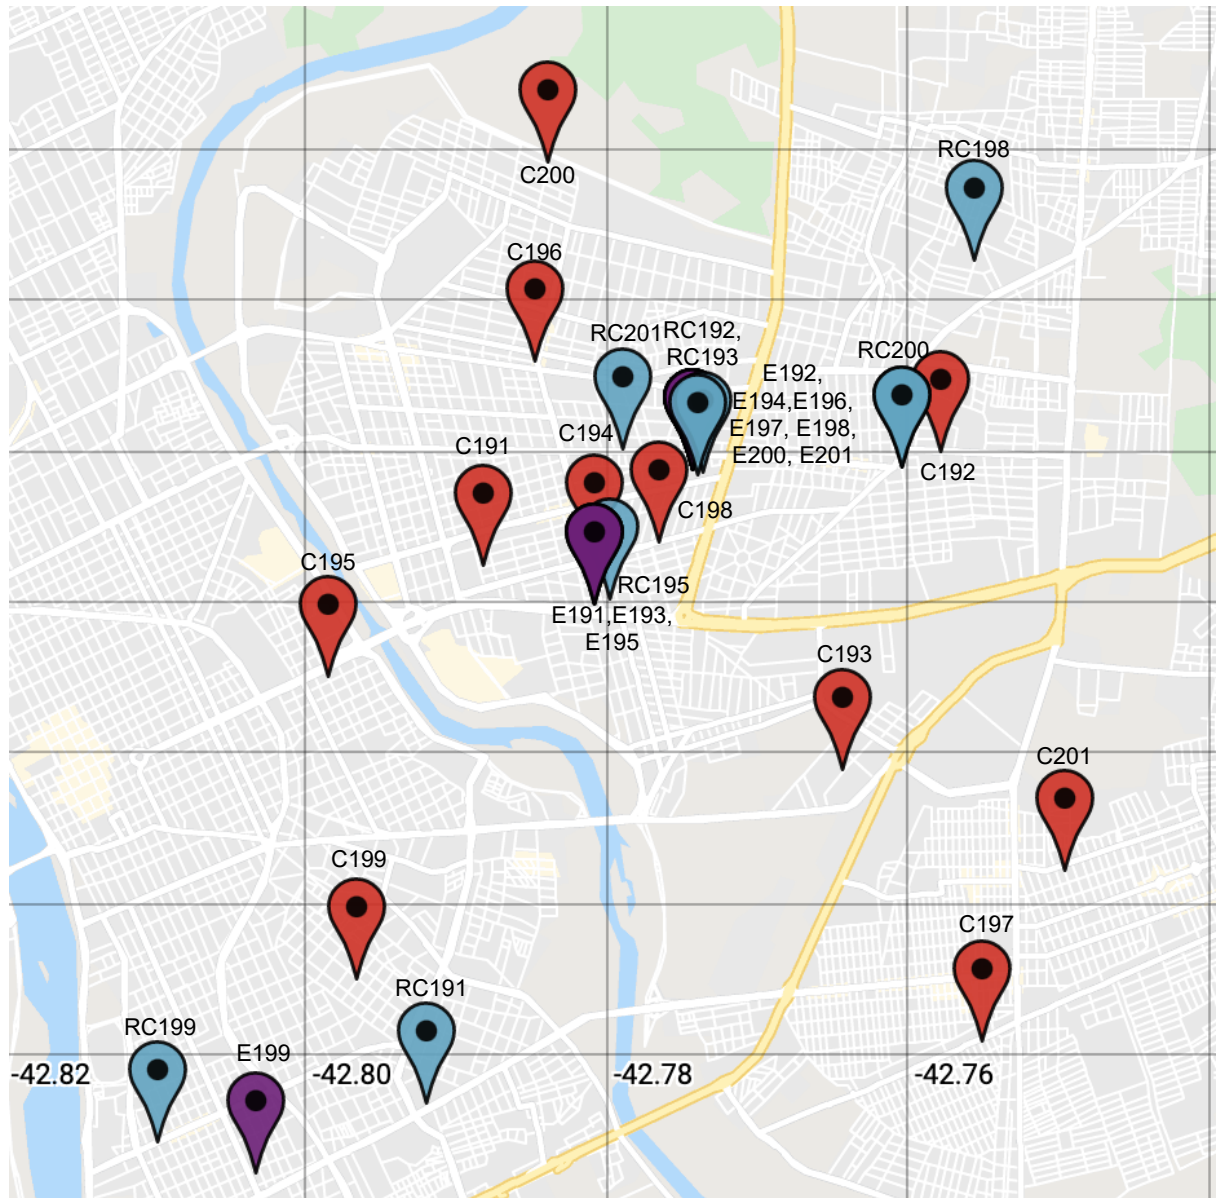 C200
RC198
C196
RC201
RC192,
RC193
RC200
E192,
E194,E196,
E197, E198,
E200, E201
C194
C191
C192
C198
C195
RC195
E191,E193,
E195
C193
C201
C199
C197
RC191
RC199
E199
-42.82
-42.80
-42.78
-42.76